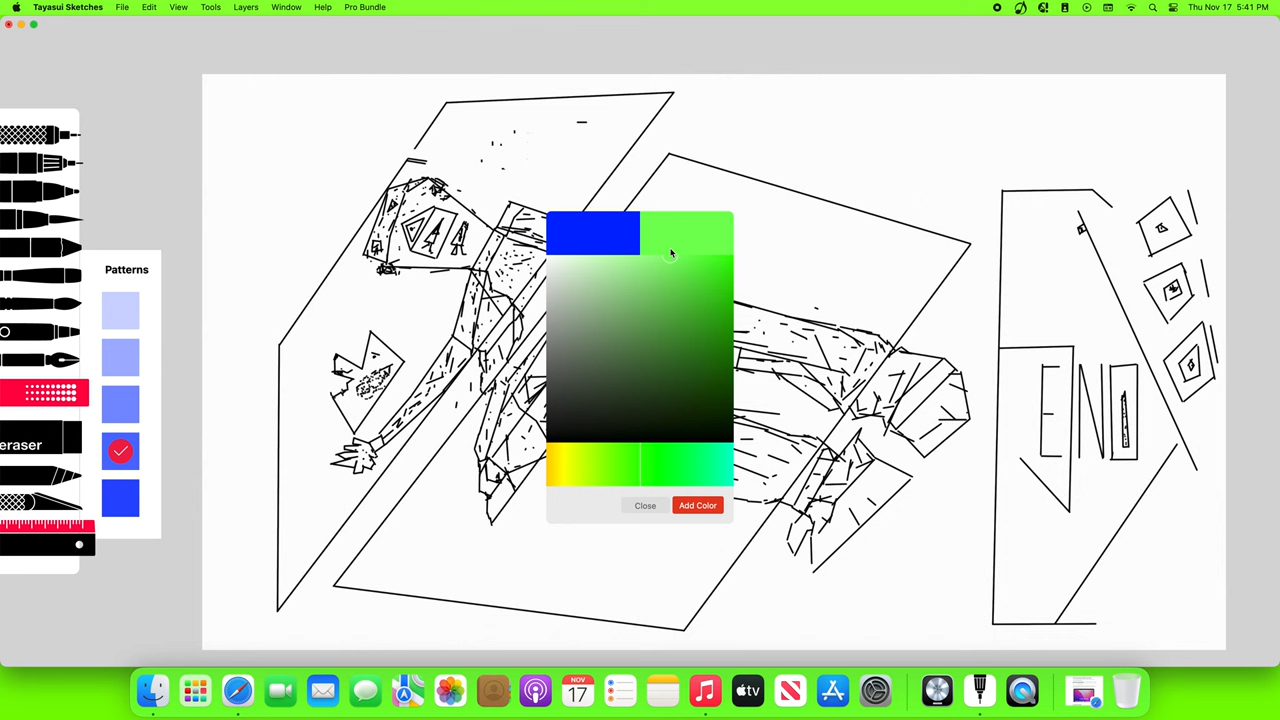 Tayasui Sketches File Edit View Tools Layers Window Help Pro Bundle Thu Nov 17 5:41 PM
Patterns
eraser
END
Close Add Color
NOV
17
tv